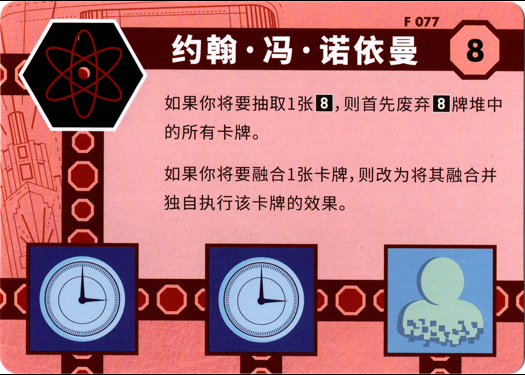 F 077
约翰·冯·诺依曼
8
如果你将要抽取1张8,则首先废弃8牌堆中
的所有卡牌。
如果你将要融合1张卡牌,则改为将其融合并
独自执行该卡牌的效果。